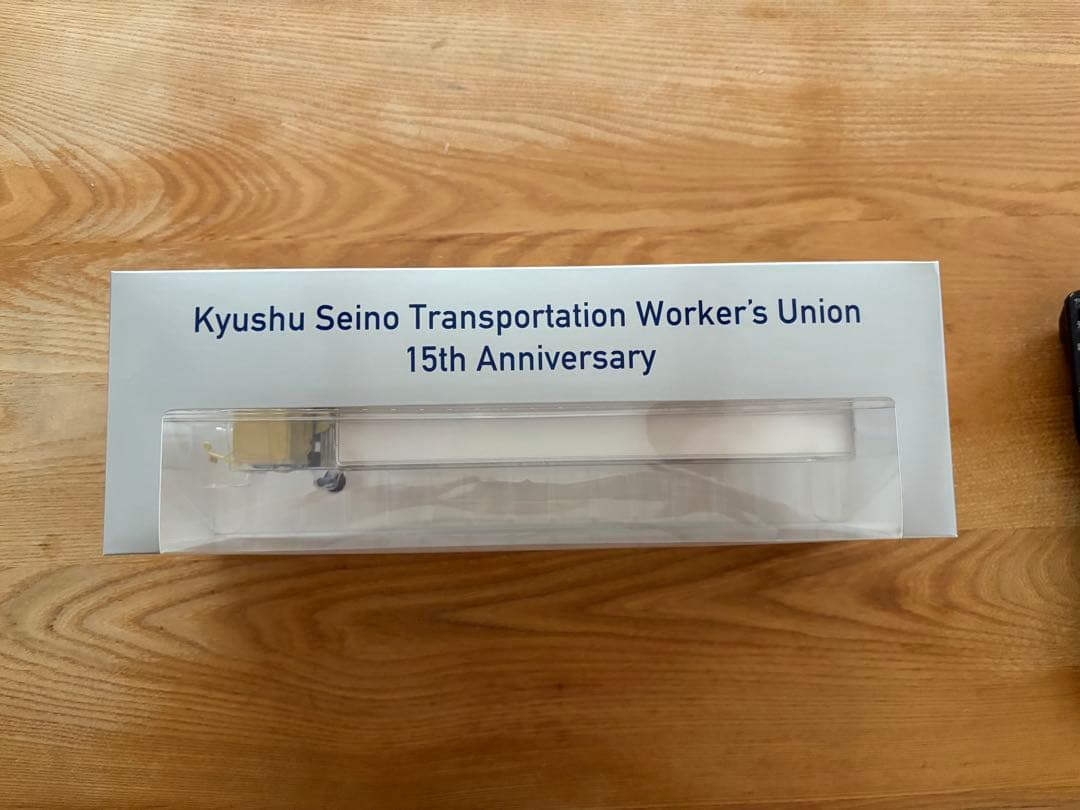 Kyushu Seino Transportation Worker's Union
15th Anniversary